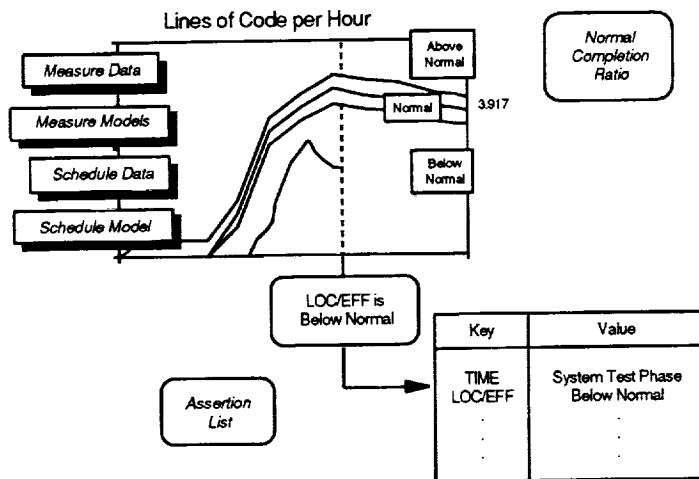 Lines of Code per Hour
Above
Normal
Normal
Completion
Ratio
Measure Data
Measure Models
Normal
3.917
Schedule Data
Below
Normal
Schedule Model
LOC/EFF is
Below Normal
Key Value
TIME System Test Phase
LOC/EFF Below Normal
Assertion
List